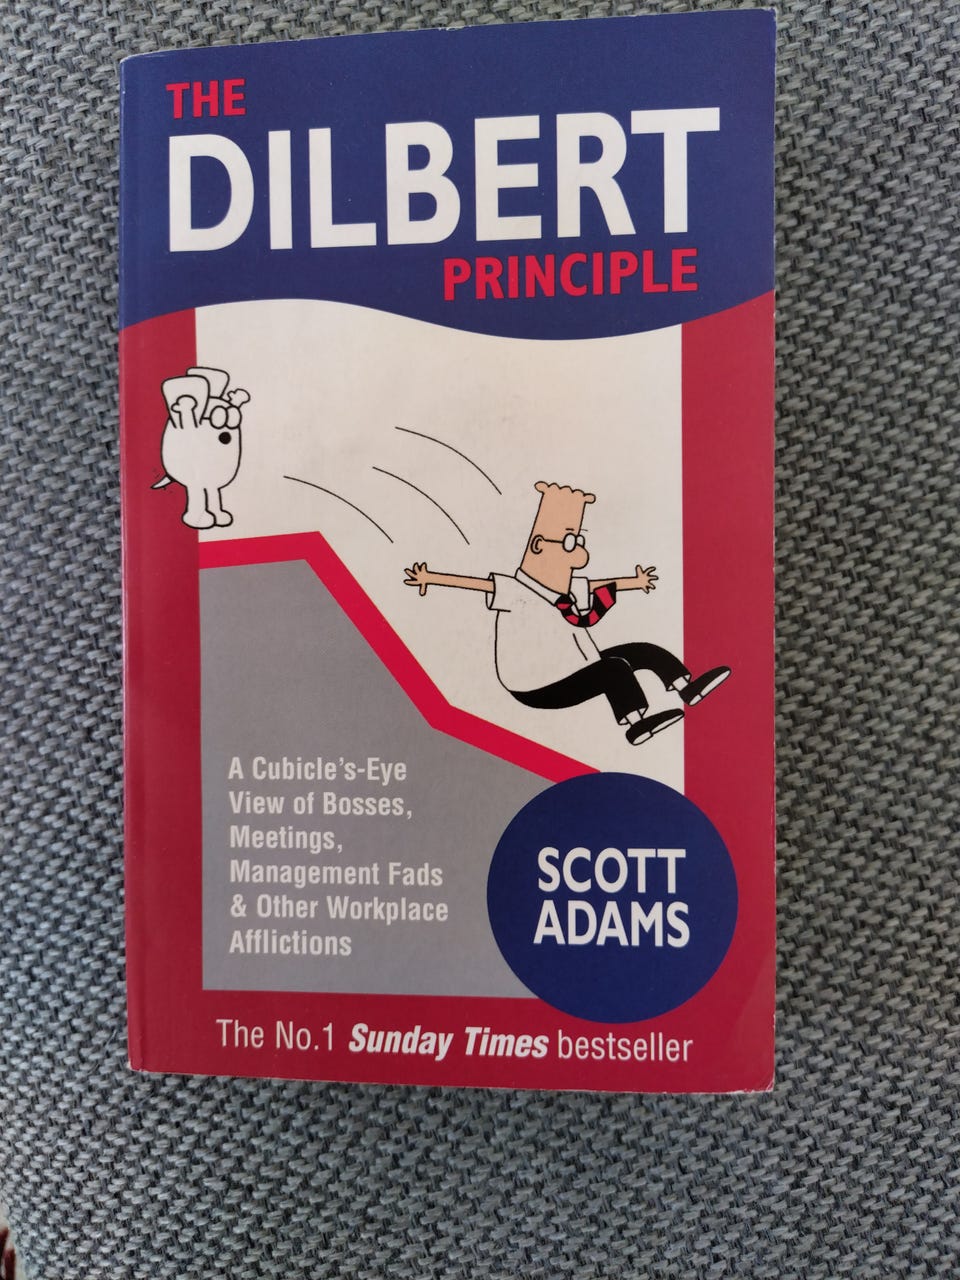 THE
DILBERT
PRINCIPLE
A Cubicle's-Eye
View of Bosses,
Meetings,
Management Fads
& Other Workplace
Afflictions
SCOTT
ADAMS
The No.1 Sunday Times bestseller